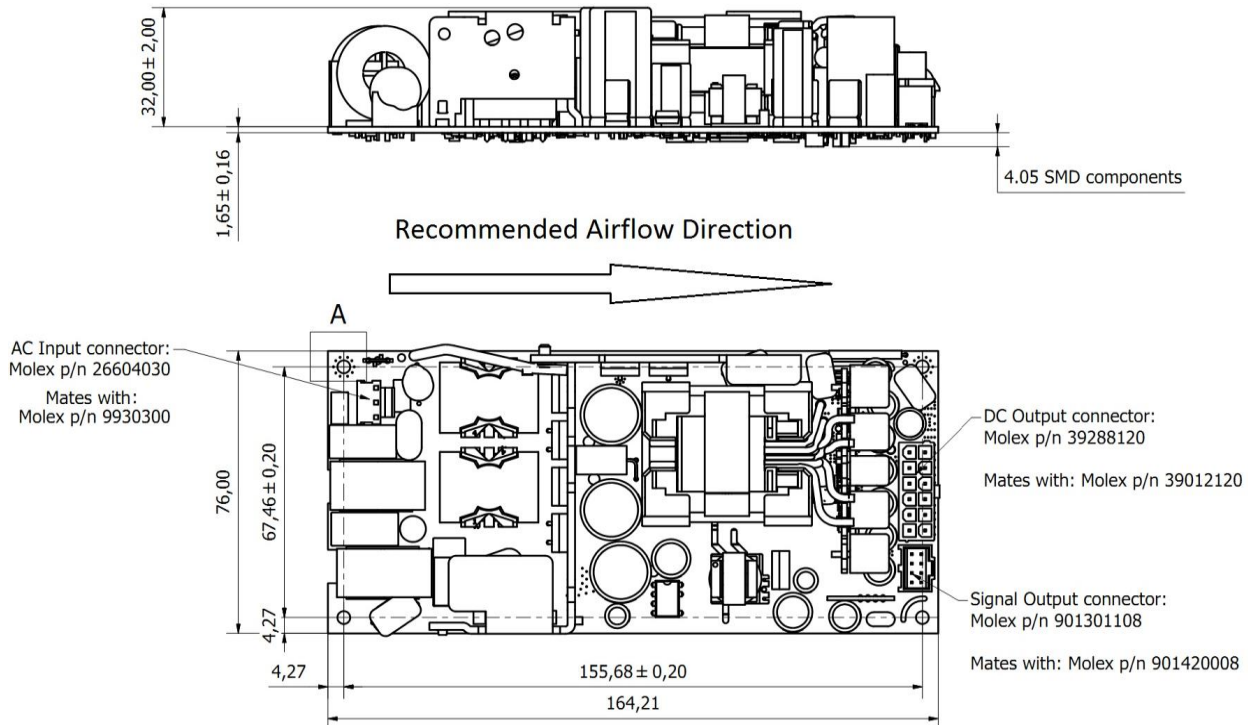 32,00 ± 2,00
1,65± 0,16
4.05 SMD components
Recommended Airflow Direction
A
AC Input connector:
Molex p/n 26604030
Mates with:
Molex p/n 9930300
DC Output connector:
Molex p/n 39288120
Mates with: Molex p/n 39012120
76,00
67,46 ± 0,20
4,27
Signal Output connector:
Molex p/n 901301108
Mates with: Molex p/n 901420008
4,27
155,68 ± 0,20
164,21